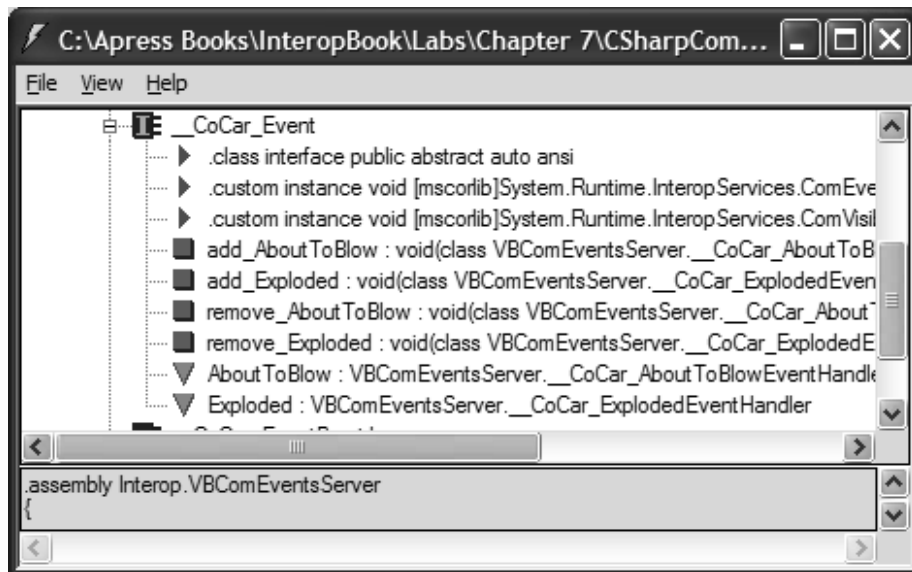 C:\Apress Books\InteropBook\Labs\Chapter 7\CSharpCom...
File View Help
__CoCar_Event
.class interface public abstract auto ansi
.custom instance void [mscorlib]System.Runtime.InteropServices.ComEve
.custom instance void [mscorlib]System.Runtime.InteropServices.ComVisil
add_AboutToBlow : void(class VBComEventsServer.__CoCar_AboutToB
add_Exploded : void(class VBComEventsServer.__CoCar_ExplodedEven
remove_AboutToBlow : void(class VBComEventsServer.__CoCar_AboutT
remove_Exploded : void(class VBComEventsServer.__CoCar_ExplodedE
AboutToBlow : VBComEventsServer.__CoCar_AboutToBlowEventHandle
Exploded : VBComEventsServer.__CoCar_ExplodedEventHandler
.assembly Interop.VBComEventsServer
{